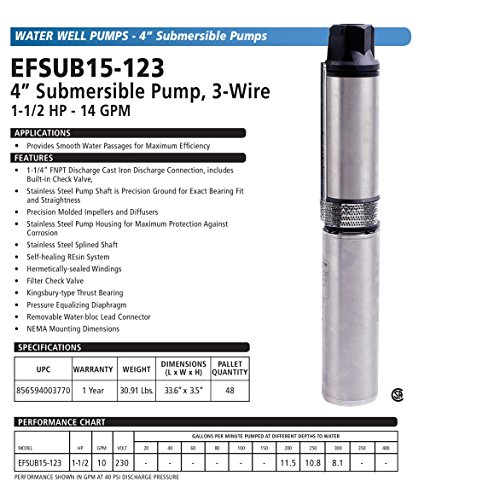 WATER WELL PUMPS - 4” Submersible Pumps
EFSUB15-123
4” Submersible Pump, 3-Wire
1-1/2 HP - 14 GPM
APPLICATIONS
• Provides Smooth Water Passages for Maximum Efficiency
FEATURES
• 1-1/4” FNPT Discharge Cast Iron Discharge Connection, includes
Built-in Check Valve,
• Stainless Steel Pump Shaft is Precision Ground for Exact Bearing Fit
and Straightness
• Precision Molded Impellers and Diffusers
• Stainless Steel Pump Housing for Maximum Protection Against
Corrosion
• Stainless Steel Splined Shaft
• Self-healing REsin System
• Hermetically-sealed Windings
• Filter Check Valve
• Kingsbury-type Thrust Bearing
• Pressure Equalizing Diaphragm
• Removable Water-bloc Lead Connector
• NEMA Mounting Dimensions
SPECIFICATIONS
UPC WARRANTY WEIGHT DIMENSIONS (L x W x H) PALLET QUANTITY
856594003770 1 Year 30.91 Lbs. 33.6” x 3.5” 48
PERFORMANCE CHART
GALLONS PER MINUTE PUMPED AT DIFFERENT DEPTHS TO WATER
MODEL HP GPM VOLT 20 40 60 80 100 120 150 200 250 300 350 400
EFSUB15-123 1-1/2 10 230 - - - - - - - 11.5 10.8 8.1 - -
PERFORMANCE SHOWN IN GPM AT 40 PSI DISCHARGE PRESSURE